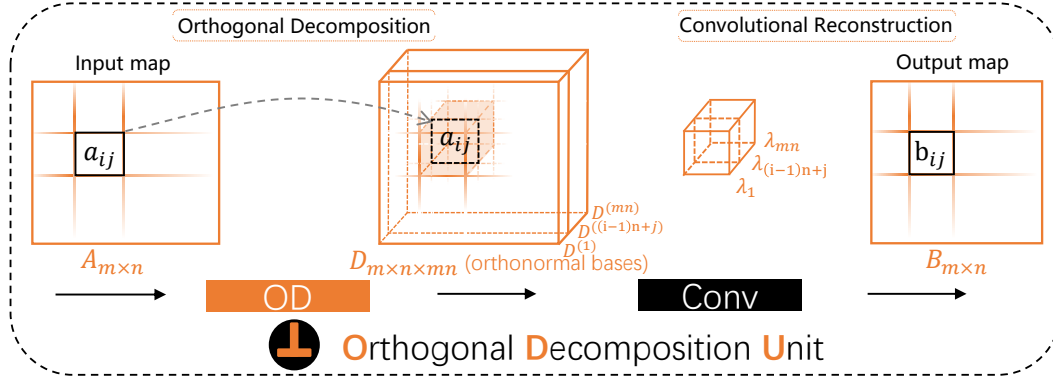 Orthogonal Decomposition
Convolutional Reconstruction
Input map
Output map
a_{ij}
a_{ij}
b_{ij}
λ_{mn}
λ_{(i−1)n+j}
λ_1
D^{(mn)}
D^{((i−1)n+j)}
D^{(1)}
A_{m×n}
D_{m×n×mn} (orthonormal bases)
B_{m×n}
OD
Conv
Orthogonal Decomposition Unit